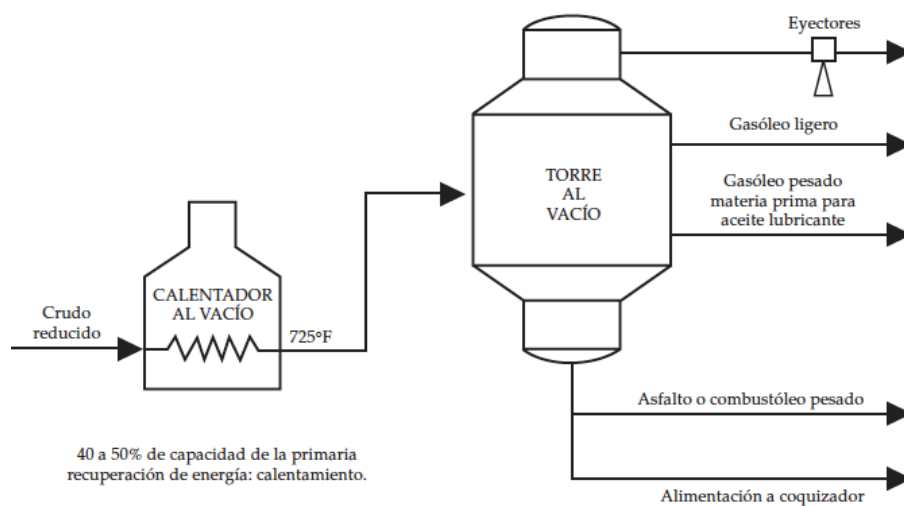 Eyectores
Gasóleo ligero
TORRE
AL
VACÍO
Gasóleo pesado
materia prima para
aceite lubricante
CALENTADOR
AL VACÍO
Crudo
reducido
725°F
Asfalto o combustóleo pesado
40 a 50% de capacidad de la primaria
recuperación de energía: calentamiento.
Alimentación a coquizador